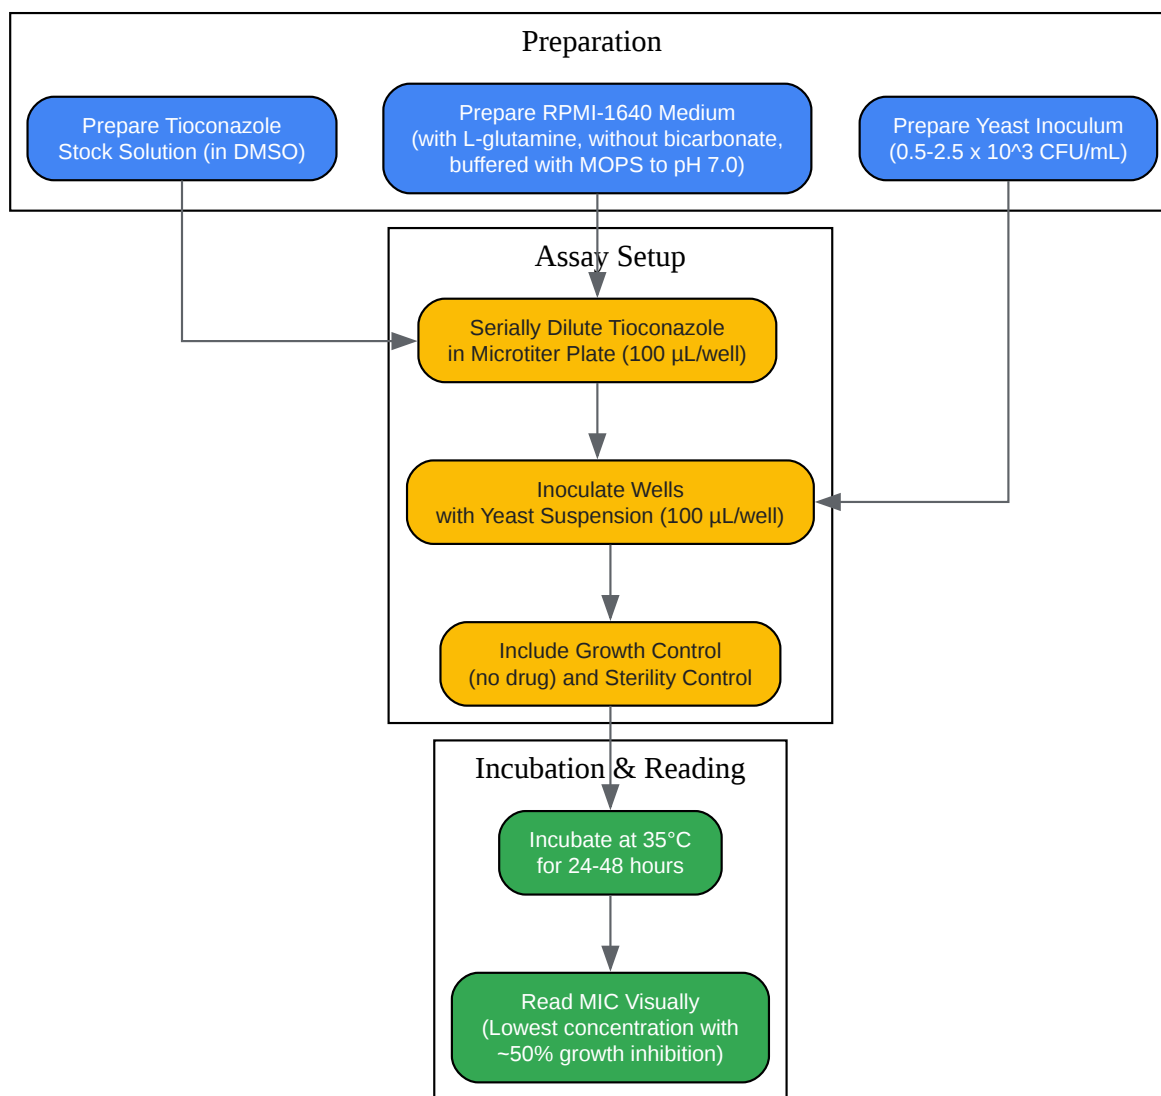 Preparation
Prepare Tioconazole
Stock Solution (in DMSO)
Prepare RPMI-1640 Medium
(with L-glutamine, without bicarbonate,
buffered with MOPS to pH 7.0)
Prepare Yeast Inoculum
(0.5-2.5 x 10^3 CFU/mL)
Assay Setup
Serially Dilute Tioconazole
in Microtiter Plate (100 µL/well)
Inoculate Wells
with Yeast Suspension (100 µL/well)
Include Growth Control
(no drug) and Sterility Control
Incubation & Reading
Incubate at 35°C
for 24-48 hours
Read MIC Visually
(Lowest concentration with
~50% growth inhibition)